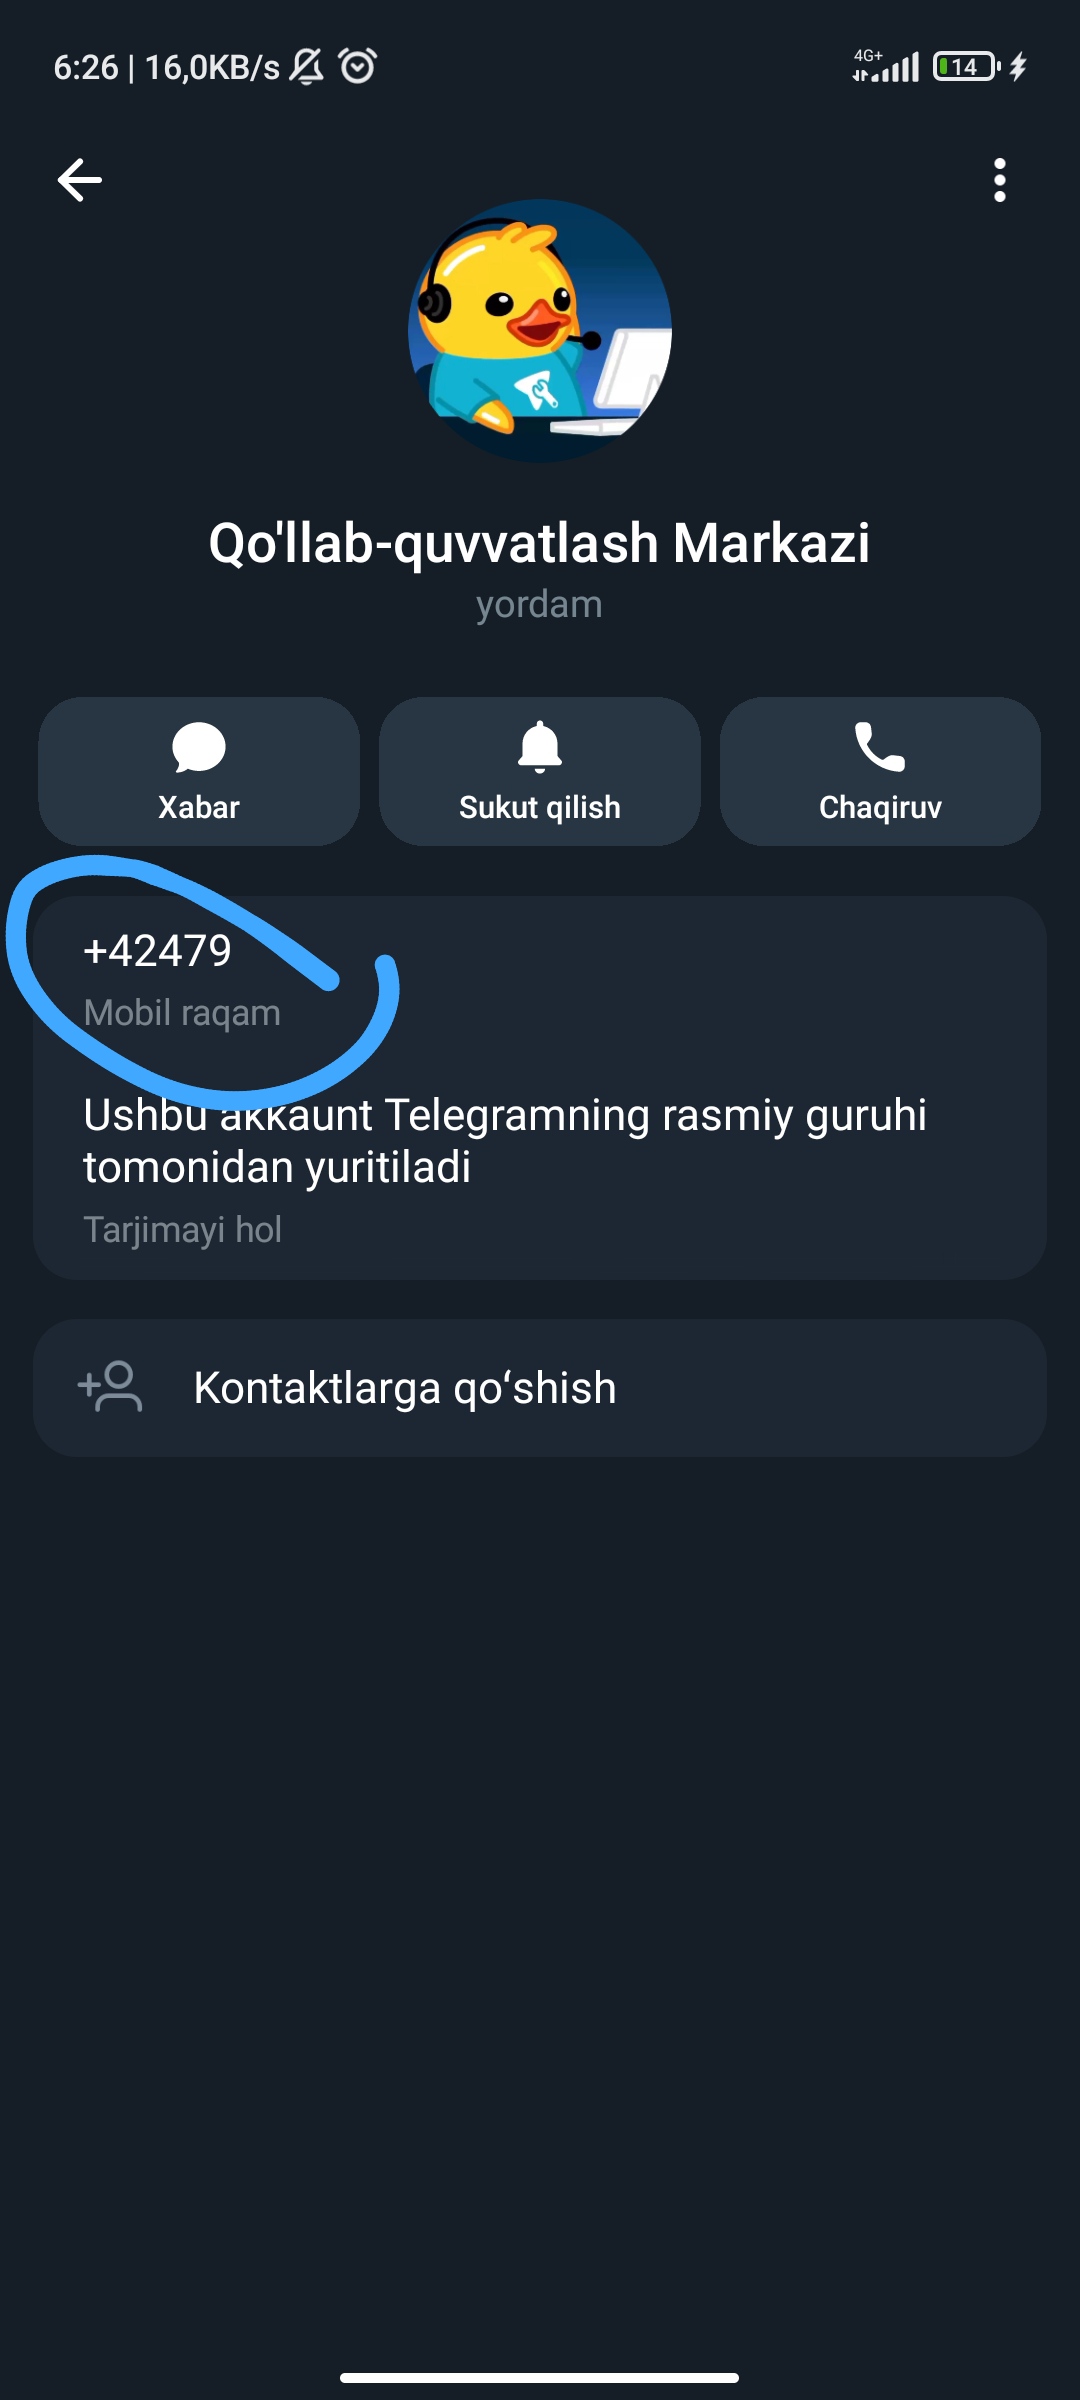 6:26 | 16,0KB/s
4G+
14
Qo'llab-quvvatlash Markazi
yordam
Xabar
Sukut qilish
Chaqiruv
+42479
Mobil raqam
Ushbu akkaunt Telegramning rasmiy guruhi
tomonidan yuritiladi
Tarjimayi hol
Kontaktlarga qo‘shish